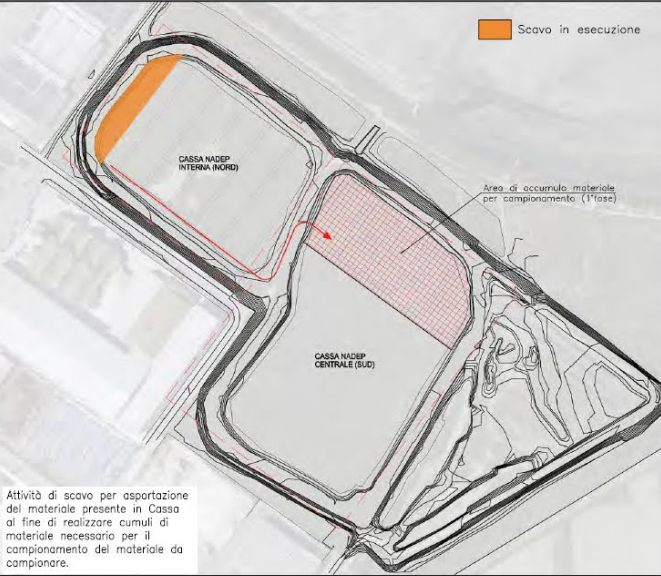 Scavo in esecuzione
CASSA NADEP
INTERNA (NORD)
Area di accumulo materiale
per campionamento (1°fase)
CASSA NADEP
CENTRALE (SUD)
Attività di scavo per asportazione
del materiale presente in Cassa
al fine di realizzare cumuli di
materiale necessario per il
campionamento del materiale da
campionare.